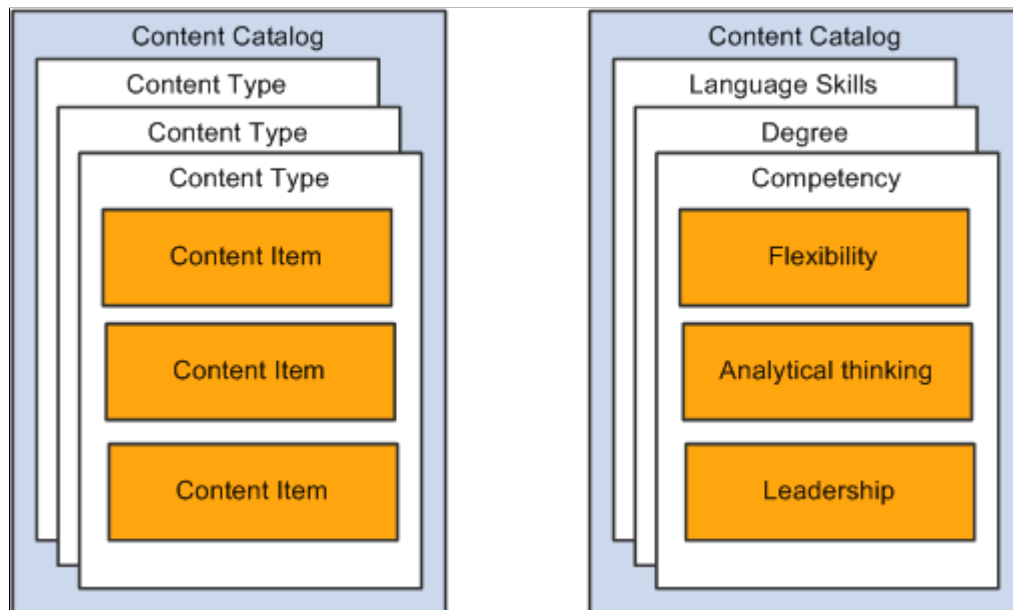 Content Catalog
Content Type
Content Type
Content Type
Content Item
Content Item
Content Item
Content Catalog
Language Skills
Degree
Competency
Flexibility
Analytical thinking
Leadership